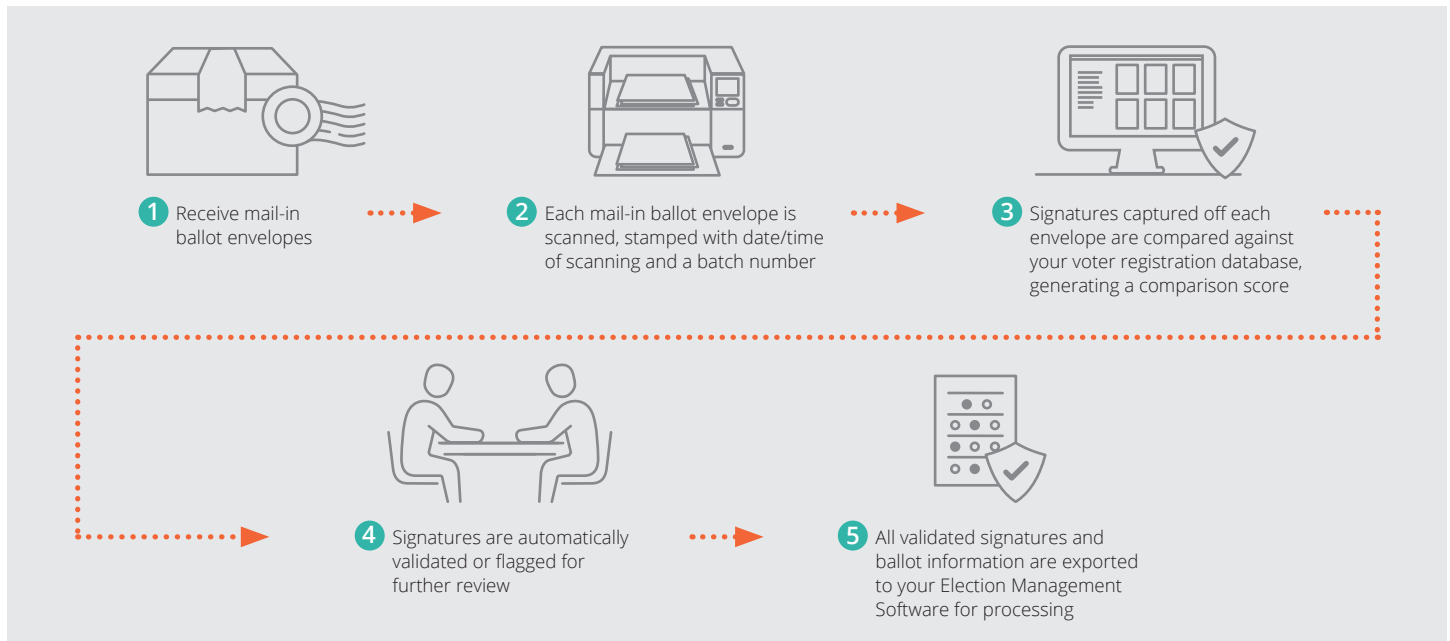 1 Receive mail-in
ballot envelopes
2 Each mail-in ballot envelope is
scanned, stamped with date/time
of scanning and a batch number
3 Signatures captured off each
envelope are compared against
your voter registration database,
generating a comparison score
4 Signatures are automatically
validated or flagged for
further review
5 All validated signatures and
ballot information are exported
to your Election Management
Software for processing